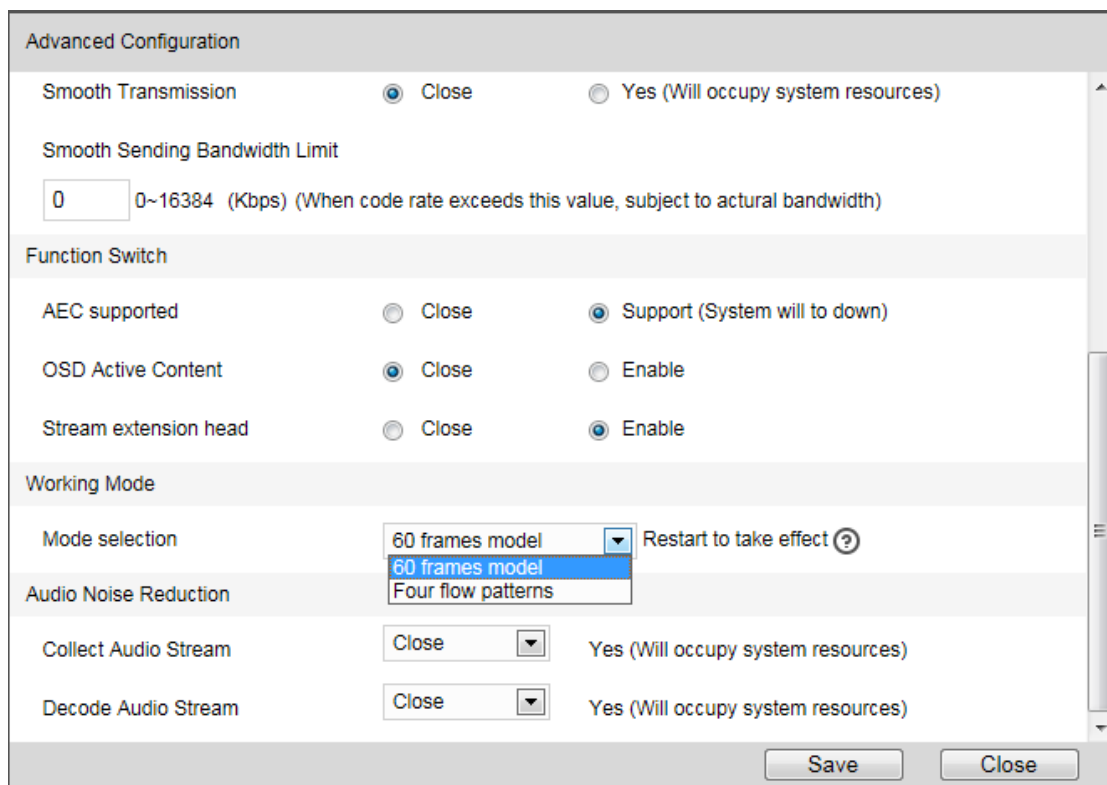 Advanced Configuration
Smooth Transmission Close Yes (Will occupy system resources)
Smooth Sending Bandwidth Limit
0 0~16384 (Kbps) (When code rate exceeds this value, subject to actural bandwidth)
Function Switch
AEC supported Close Support (System will to down)
OSD Active Content Close Enable
Stream extension head Close Enable
Working Mode
Mode selection 60 frames model Restart to take effect ?
60 frames model
Four flow patterns
Audio Noise Reduction
Collect Audio Stream Close Yes (Will occupy system resources)
Decode Audio Stream Close Yes (Will occupy system resources)
Save Close